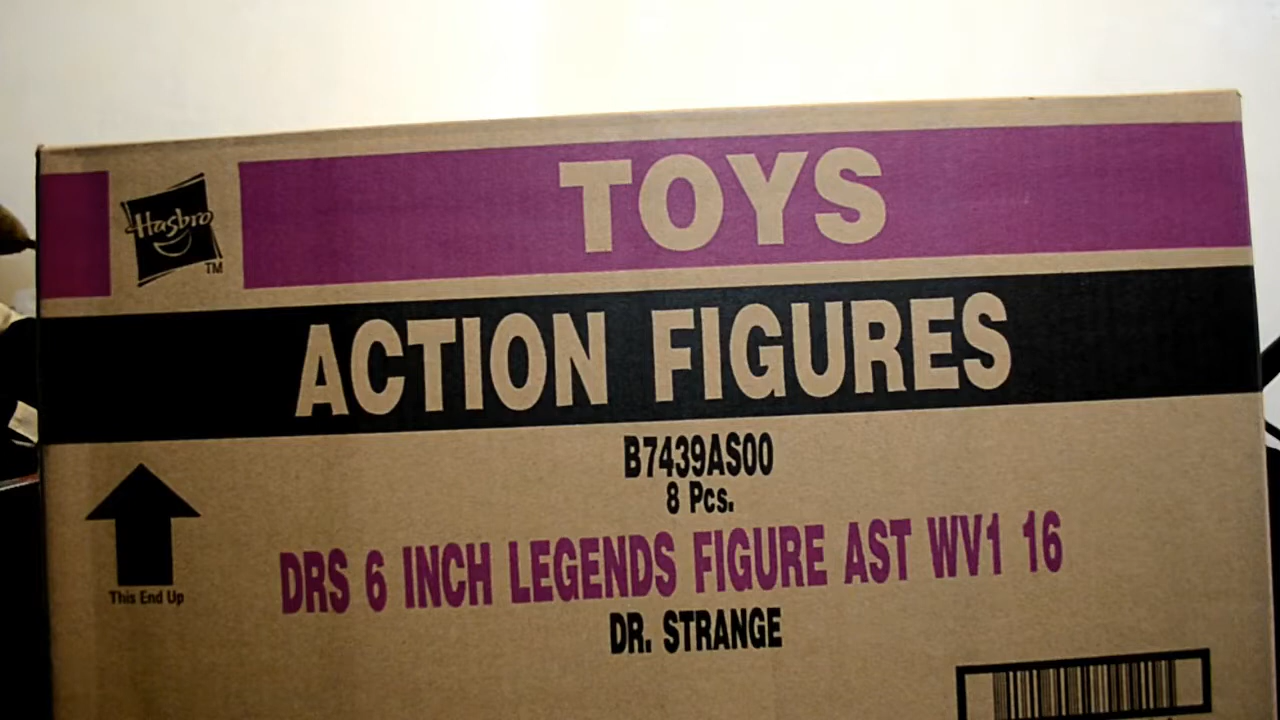 Hasbro
TM
TOYS
ACTION FIGURES
B7439AS00
8 Pcs.
DRS 6 INCH LEGENDS FIGURE AST WV1 16
DR. STRANGE
This End Up